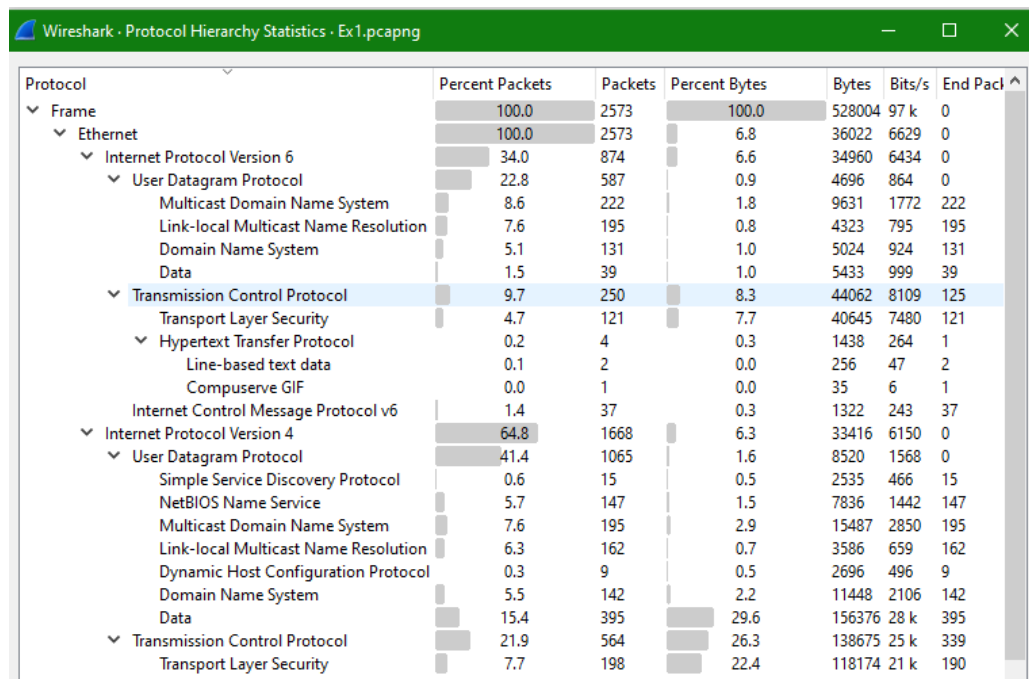 Wireshark · Protocol Hierarchy Statistics · Ex1.pcapng
Protocol Percent Packets Packets Percent Bytes Bytes Bits/s End Pack
Frame 100.0 2573 100.0 528004 97 k 0
Ethernet 100.0 2573 6.8 36022 6629 0
Internet Protocol Version 6 34.0 874 6.6 34960 6434 0
User Datagram Protocol 22.8 587 0.9 4696 864 0
Multicast Domain Name System 8.6 222 1.8 9631 1772 222
Link-local Multicast Name Resolution 7.6 195 0.8 4323 795 195
Domain Name System 5.1 131 1.0 5024 924 131
Data 1.5 39 1.0 5433 999 39
Transmission Control Protocol 9.7 250 8.3 44062 8109 125
Transport Layer Security 4.7 121 7.7 40645 7480 121
Hypertext Transfer Protocol 0.2 4 0.3 1438 264 1
Line-based text data 0.1 2 0.0 256 47 2
Compuserve GIF 0.0 1 0.0 35 6 1
Internet Control Message Protocol v6 1.4 37 0.3 1322 243 37
Internet Protocol Version 4 64.8 1668 6.3 33416 6150 0
User Datagram Protocol 41.4 1065 1.6 8520 1568 0
Simple Service Discovery Protocol 0.6 15 0.5 2535 466 15
NetBIOS Name Service 5.7 147 1.5 7836 1442 147
Multicast Domain Name System 7.6 195 2.9 15487 2850 195
Link-local Multicast Name Resolution 6.3 162 0.7 3586 659 162
Dynamic Host Configuration Protocol 0.3 9 0.5 2696 496 9
Domain Name System 5.5 142 2.2 11448 2106 142
Data 15.4 395 29.6 156376 28 k 395
Transmission Control Protocol 21.9 564 26.3 138675 25 k 339
Transport Layer Security 7.7 198 22.4 118174 21 k 190